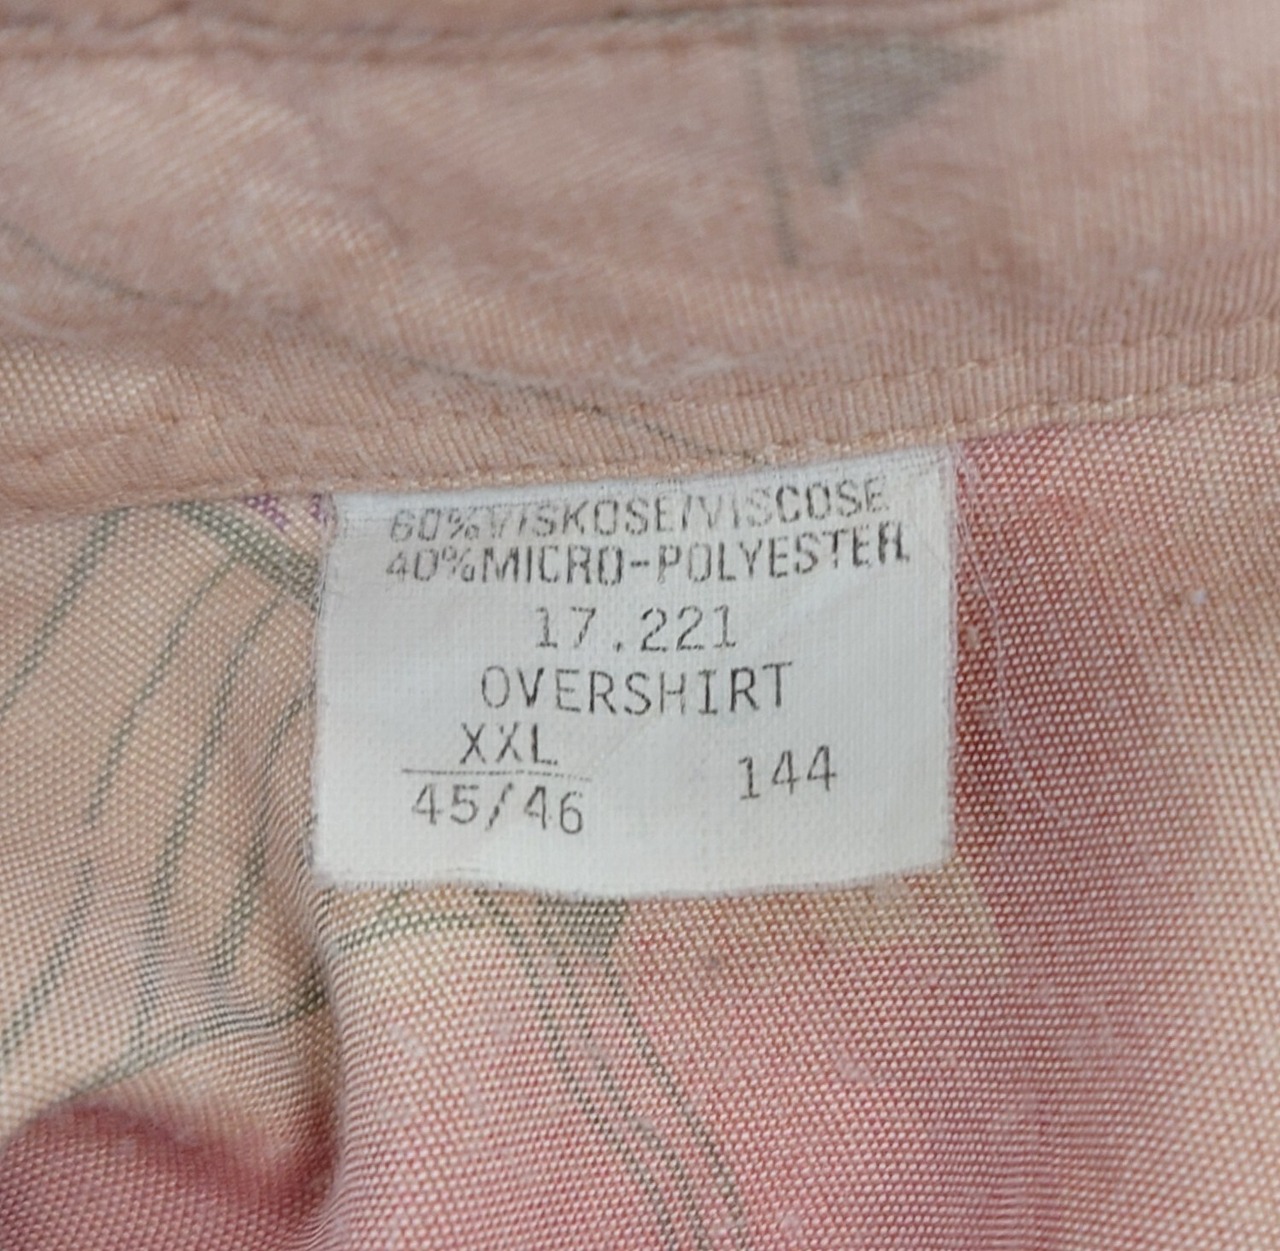 60%VISKOSE/VISCOSE
40%MICRO-POLYESTER
17.221
OVERSHIRT
XXL
45/46
144